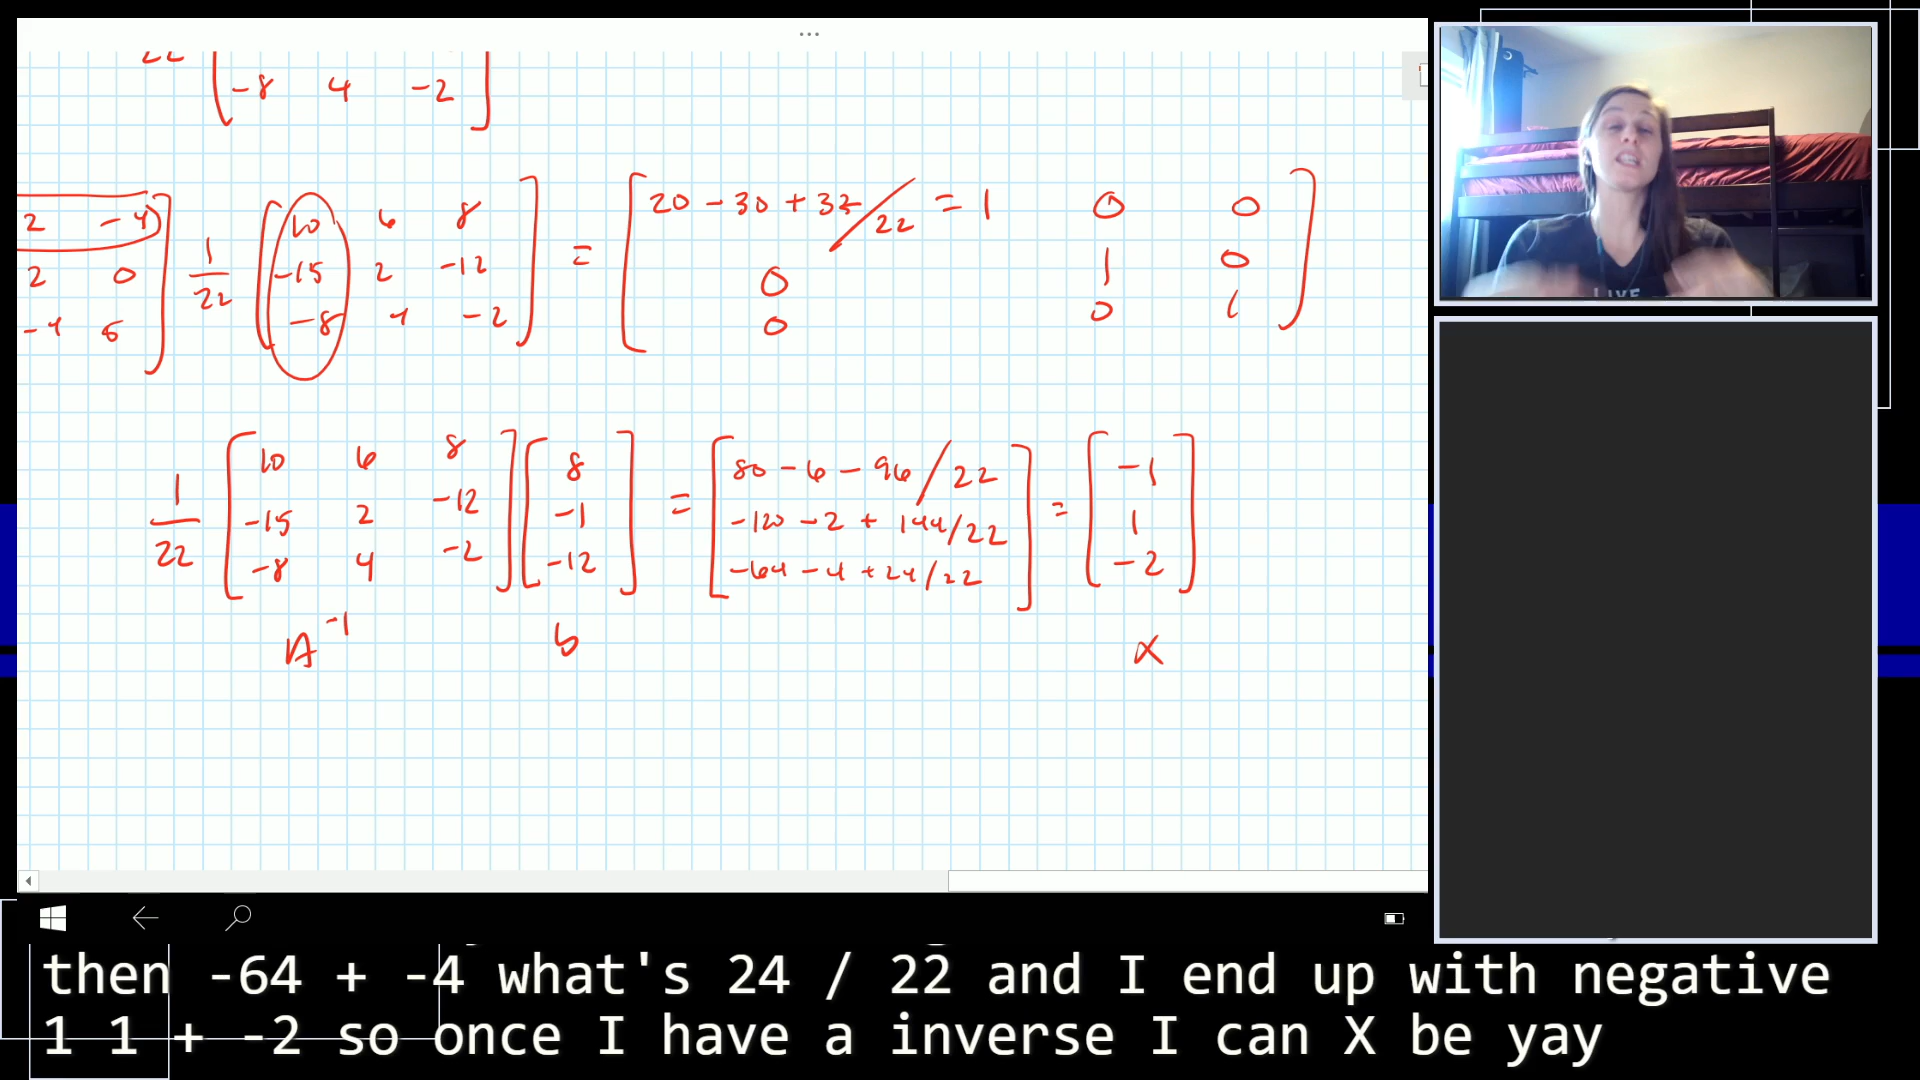 22
-8 4 -2
2 -4
2 0
-4 6
1/22
10 6 8
-15 2 -12
-8 4 -2
=
20 - 30 + 32/22 = 1 0 0
0 1 0
0 0 1
1/22
10 6 8
-15 2 -12
-8 4 -2
8
-1
-12
=
80 - 6 - 96/22
-120 - 2 + 144/22
-64 - 4 + 24/22
=
-1
1
-2
A^-1 b x
LIVE
then -64 + -4 what's 24 / 22 and I end up with negative
1 1 + -2 so once I have a inverse I can X be yay